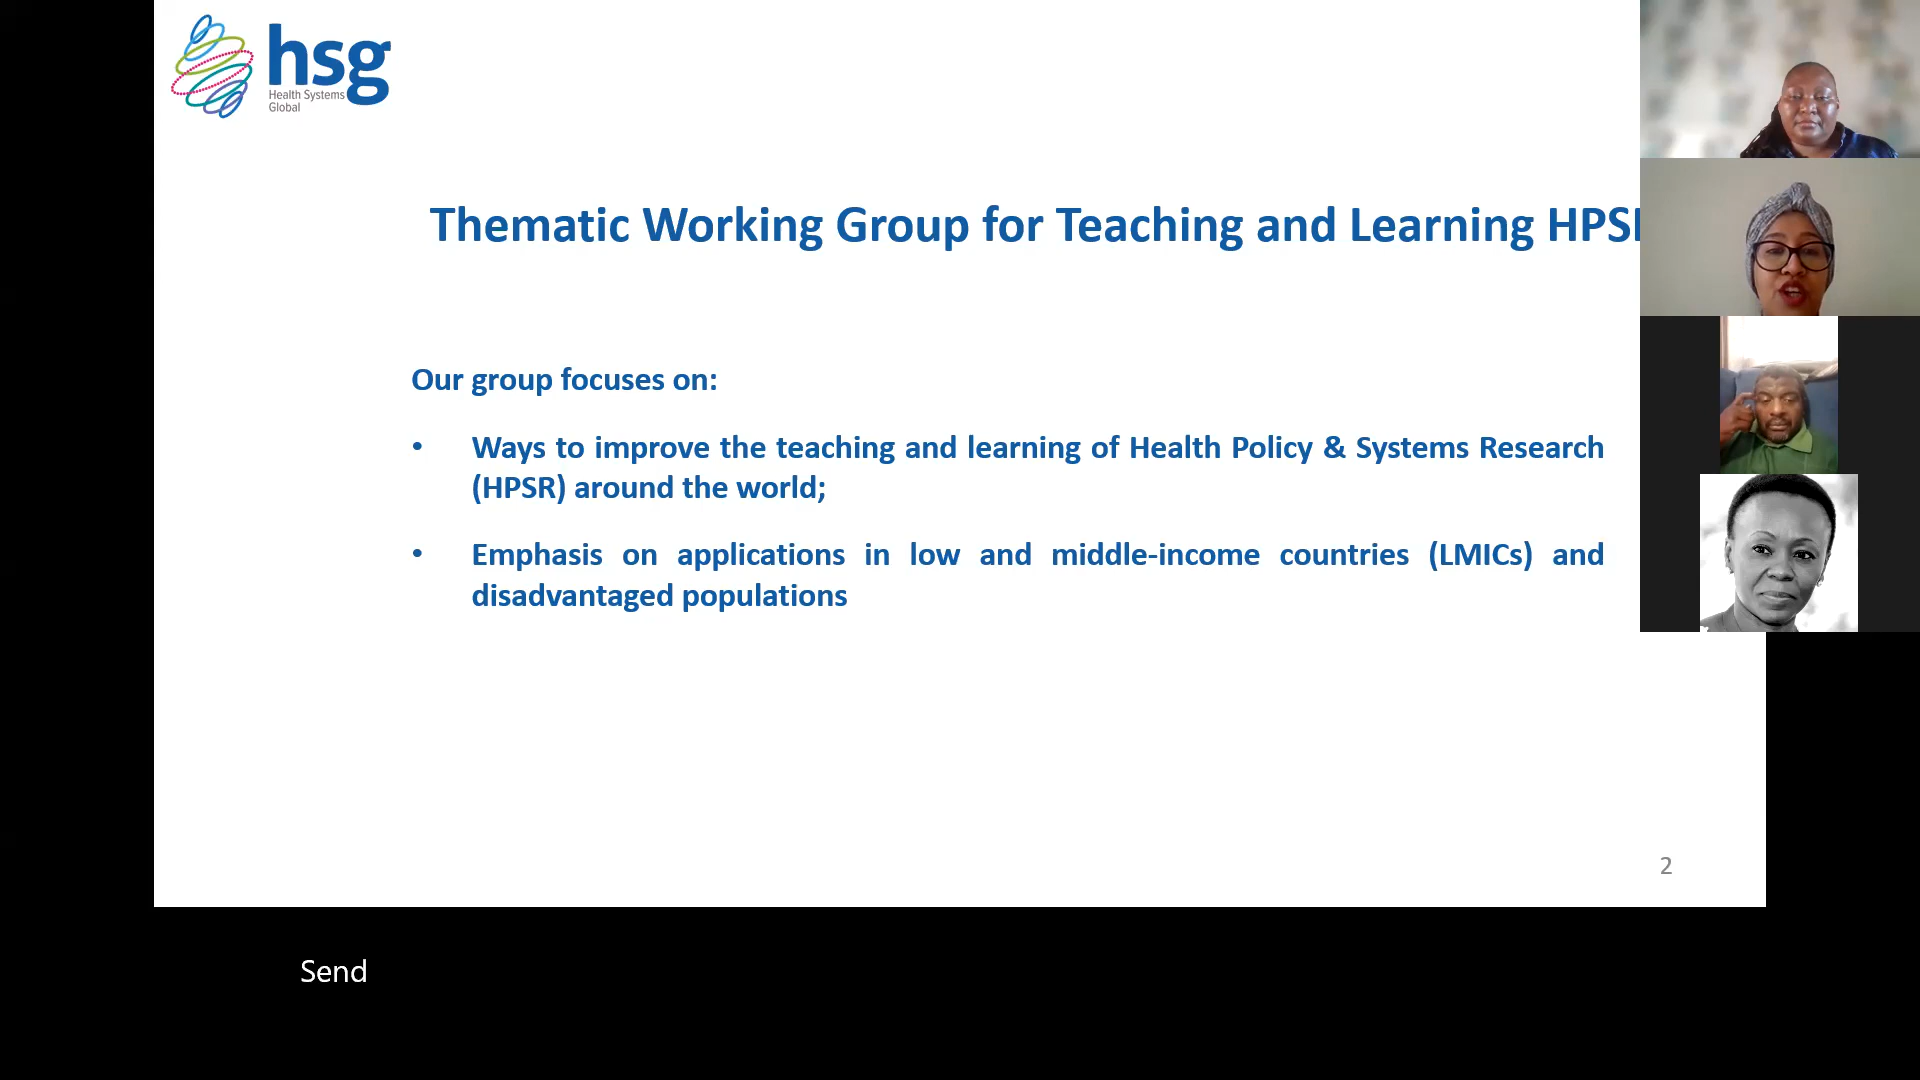 hsg
Health Systems
Global
Thematic Working Group for Teaching and Learning HPS
Our group focuses on:
• Ways to improve the teaching and learning of Health Policy & Systems Research
(HPSR) around the world;
• Emphasis on applications in low and middle-income countries (LMICs) and
disadvantaged populations
2
Send